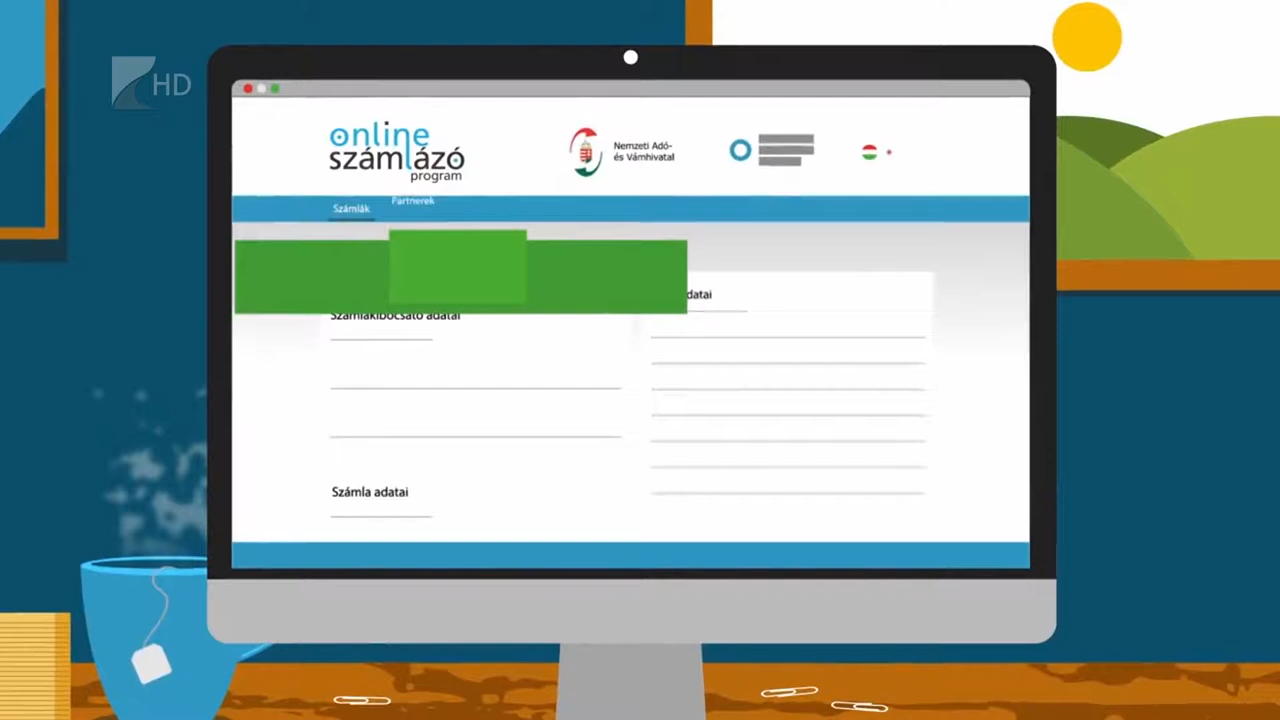 HD
online
számlázó
program
Nemzeti Adó-
és Vámhivatal
Számlák
Partnerek
datai
Számlakibocsátó adatai
Számla adatai